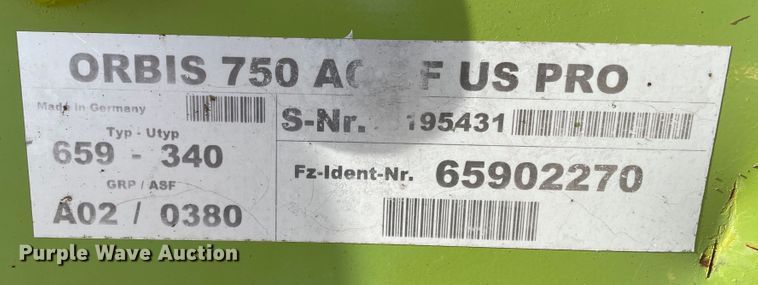 ORBIS 750 US PRO
Made in Germany
Typ - Utyp
659 - 340
GRP / ASF
A02 / 0380
S-Nr. 195431
Fz-Ident-Nr. 65902270
Purple Wave Auction